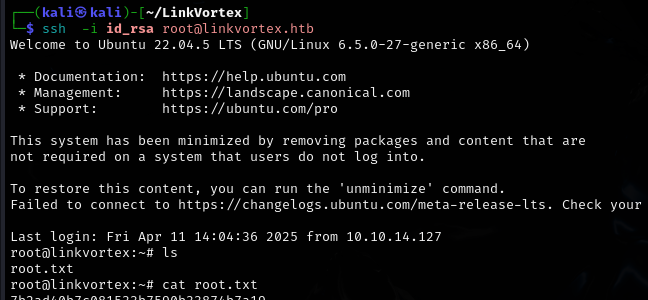 ┌──(kali㉿kali)-[~/LinkVortex]
└─$ ssh  -i id_rsa root@linkvortex.htb
Welcome to Ubuntu 22.04.5 LTS (GNU/Linux 6.5.0-27-generic x86_64)
 * Documentation:  https://help.ubuntu.com
 * Management:     https://landscape.canonical.com
 * Support:        https://ubuntu.com/pro
This system has been minimized by removing packages and content that are
not required on a system that users do not log into.
To restore this content, you can run the 'unminimize' command.
Failed to connect to https://changelogs.ubuntu.com/meta-release-lts. Check your
Last login: Fri Apr 11 14:04:36 2025 from 10.10.14.127
root@linkvortex:~# ls
root.txt
root@linkvortex:~# cat root.txt